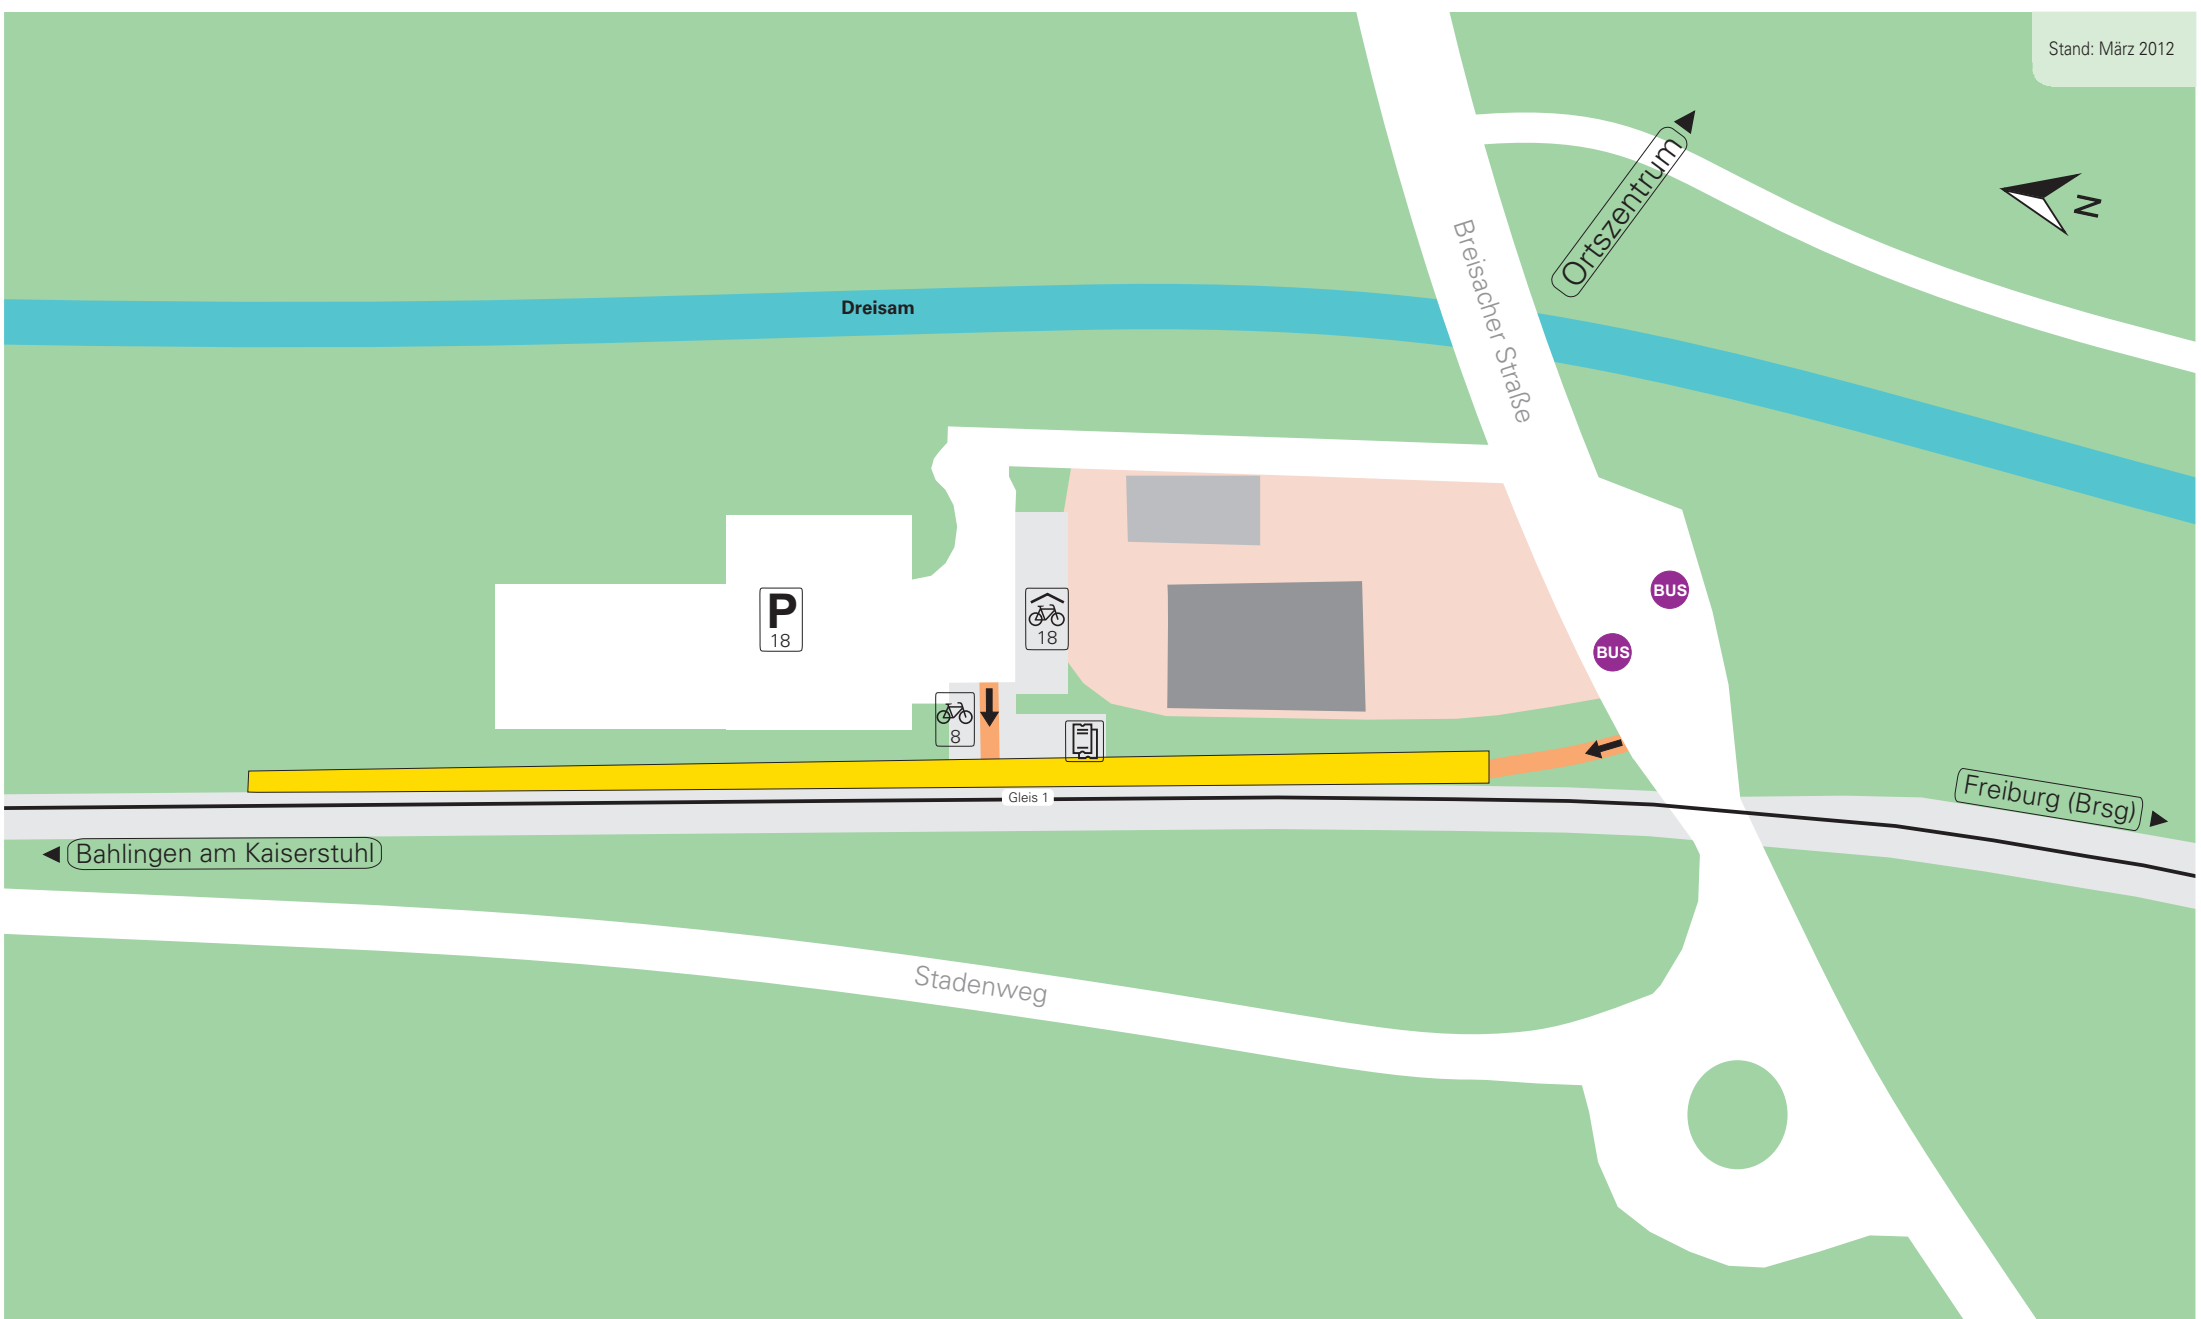 Stand: März 2012
Ortszentrum
N
Breisacher Straße
Dreisam
BUS
P
18
18
BUS
8
Gleis 1
Freiburg (Brsg)
Bahlingen am Kaiserstuhl
Stadenweg